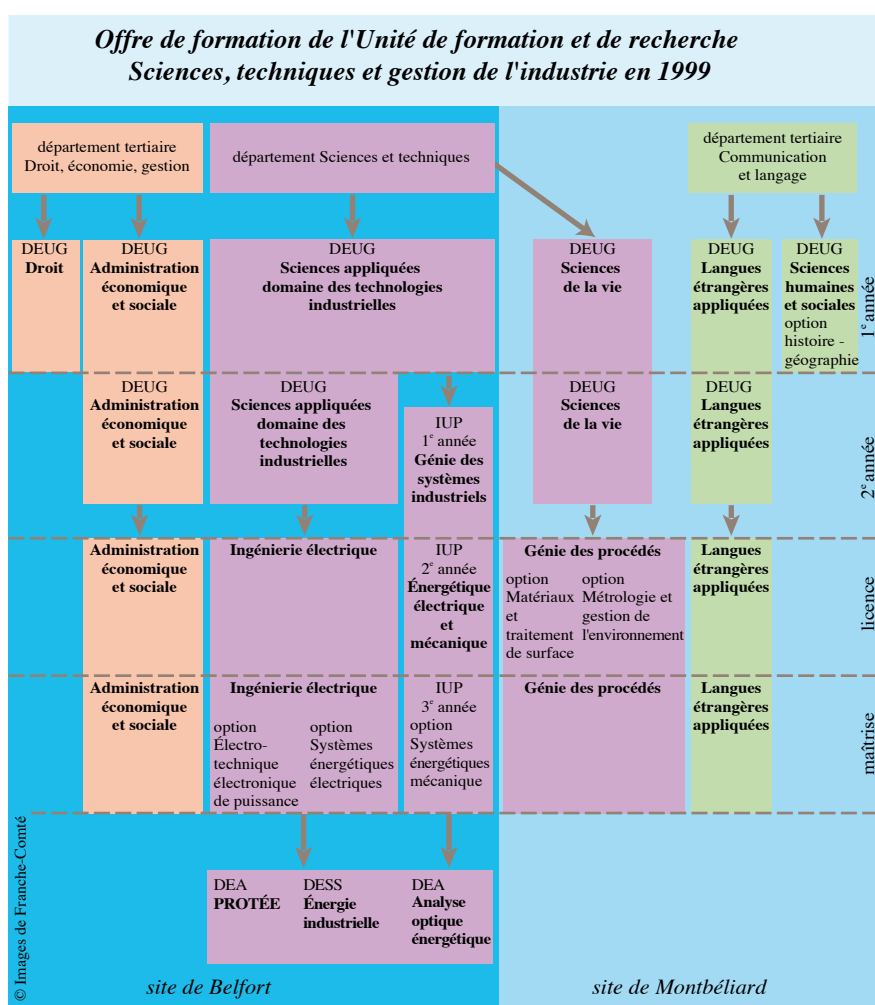 Offre de formation de l'Unité de formation et de recherche
Sciences, techniques et gestion de l'industrie en 1999
département tertiaire
Droit, économie, gestion
département Sciences et techniques
département tertiaire
Communication
et langage
DEUG
Droit
DEUG
Administration
économique
et sociale
DEUG
Sciences appliquées
domaine des technologies
industrielles
DEUG
Sciences
de la vie
DEUG
Langues
étrangères
appliquées
DEUG
Sciences
humaines
et sociales
option
histoire -
géographie
1e année
DEUG
Administration
économique
et sociale
DEUG
Sciences appliquées
domaine des
technologies
industrielles
IUP
1e année
Génie des
systèmes
industriels
DEUG
Sciences
de la vie
DEUG
Langues
étrangères
appliquées
2e année
Administration
économique
et sociale
Ingénierie électrique
IUP
2e année
Énergétique
électrique
et
mécanique
Génie des procédés
option
Matériaux
et
traitement
de surface
option
Métrologie et
gestion de
l'environnement
Langues
étrangères
appliquées
licence
Administration
économique
et sociale
Ingénierie électrique
option
Électro-
technique
électronique
de puissance
option
Systèmes
énergétiques
électriques
IUP
3e année
option
Systèmes
énergétiques
mécanique
Génie des procédés
Langues
étrangères
appliquées
maîtrise
DEA
PROTÉE
DESS
Énergie
industrielle
DEA
Analyse
optique
énergétique
site de Belfort
site de Montbéliard
© Images de Franche-Comté